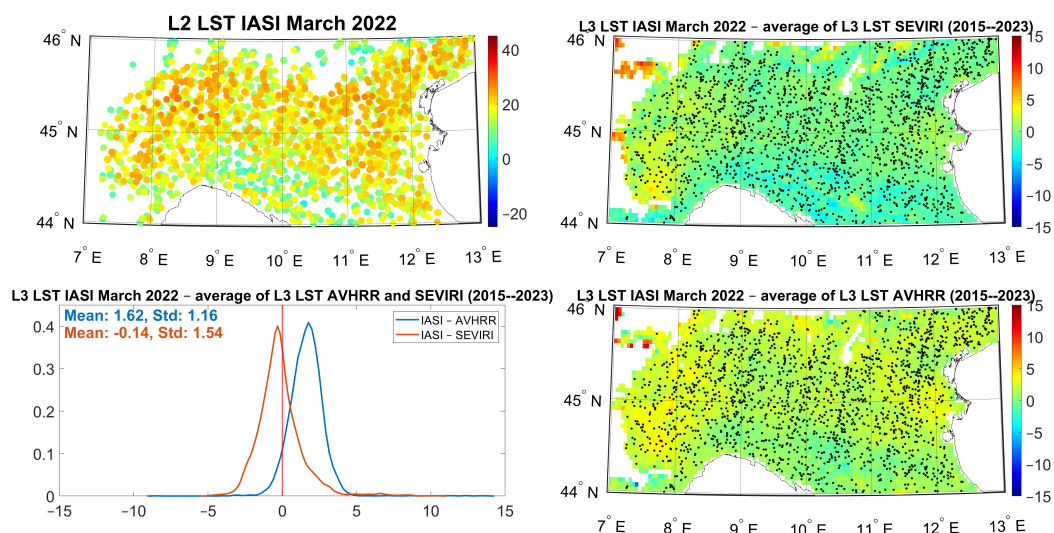 L2 LST IASI March 2022
46° N
45° N
44° N
7° E
8° E
9° E
10° E
11° E
12° E
13° E
40
20
0
−20
L3 LST IASI March 2022 − average of L3 LST SEVIRI (2015--2023)
46° N
45° N
44° N
7° E
8° E
9° E
10° E
11° E
12° E
13° E
15
10
5
0
−5
−10
−15
L3 LST IASI March 2022 − average of L3 LST AVHRR and SEVIRI (2015--2023)
Mean: 1.62, Std: 1.16
Mean: -0.14, Std: 1.54
IASI − AVHRR
IASI − SEVIRI
0.4
0.3
0.2
0.1
0
−15
−10
−5
0
5
10
15
L3 LST IASI March 2022 − average of L3 LST AVHRR (2015--2023)
46° N
45° N
44° N
7° E
8° E
9° E
10° E
11° E
12° E
13° E
15
10
5
0
−5
−10
−15